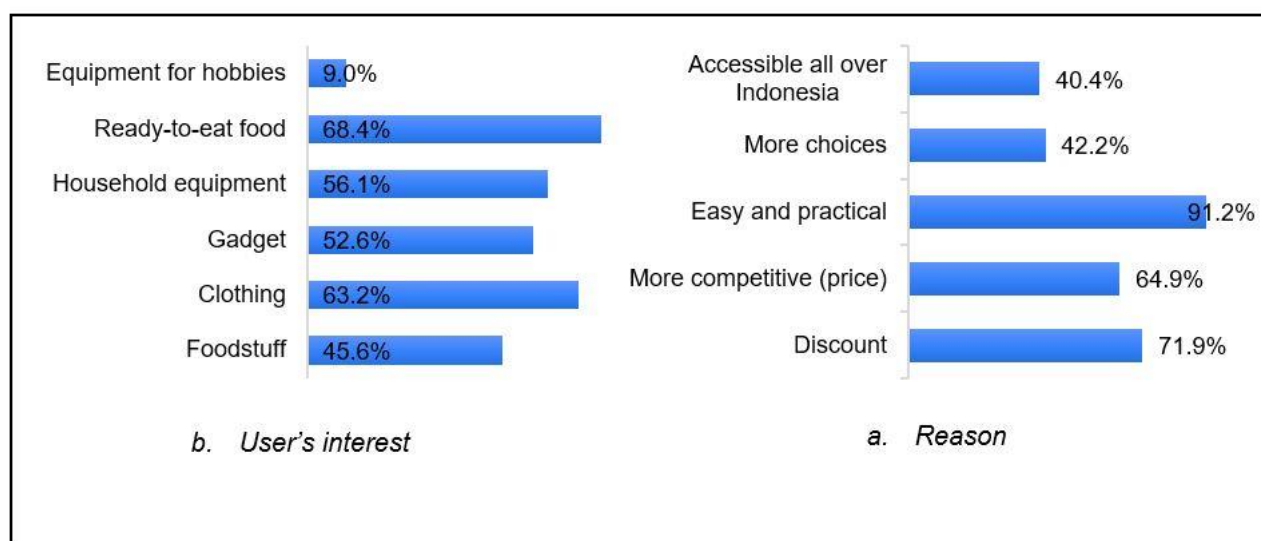 Equipment for hobbies 9.0%
Ready-to-eat food 68.4%
Household equipment 56.1%
Gadget 52.6%
Clothing 63.2%
Foodstuff 45.6%
b. User's interest
Accessible all over
Indonesia 40.4%
More choices 42.2%
Easy and practical 91.2%
More competitive (price) 64.9%
Discount 71.9%
a. Reason